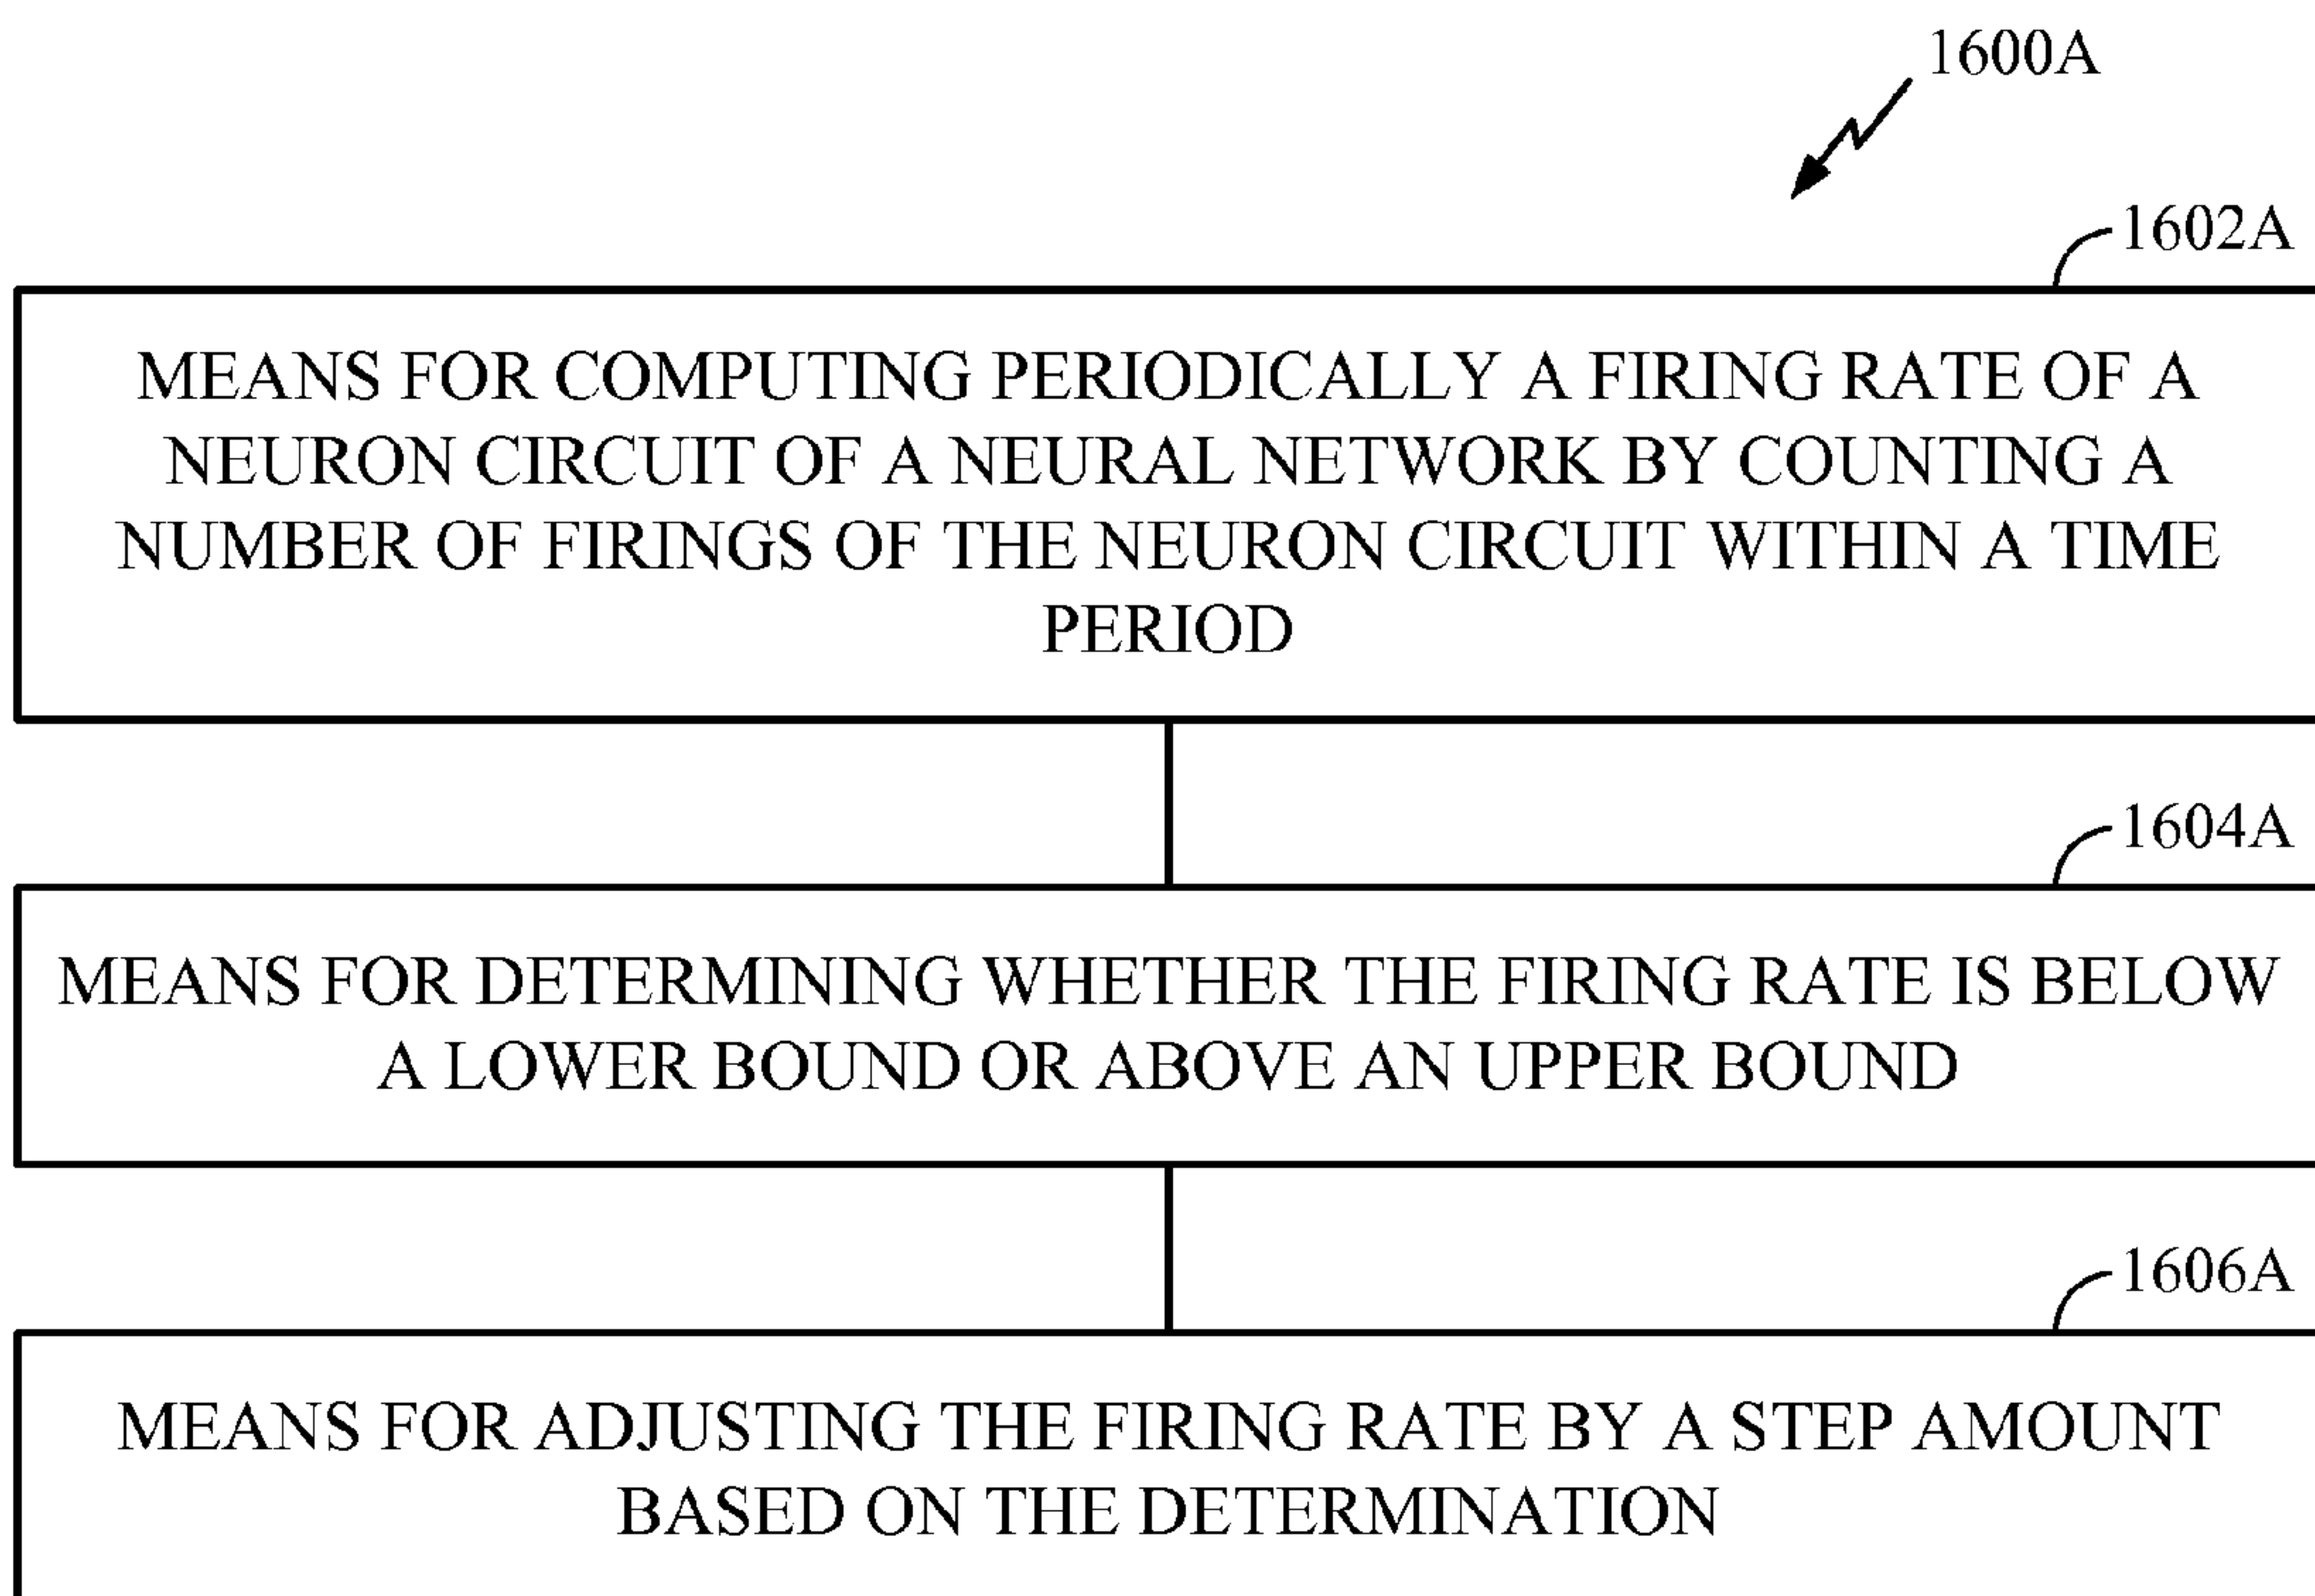 1600A
1602A
MEANS FOR COMPUTING PERIODICALLY A FIRING RATE OF A
NEURON CIRCUIT OF A NEURAL NETWORK BY COUNTING A
NUMBER OF FIRINGS OF THE NEURON CIRCUIT WITHIN A TIME
PERIOD
1604A
MEANS FOR DETERMINING WHETHER THE FIRING RATE IS BELOW
A LOWER BOUND OR ABOVE AN UPPER BOUND
1606A
MEANS FOR ADJUSTING THE FIRING RATE BY A STEP AMOUNT
BASED ON THE DETERMINATION